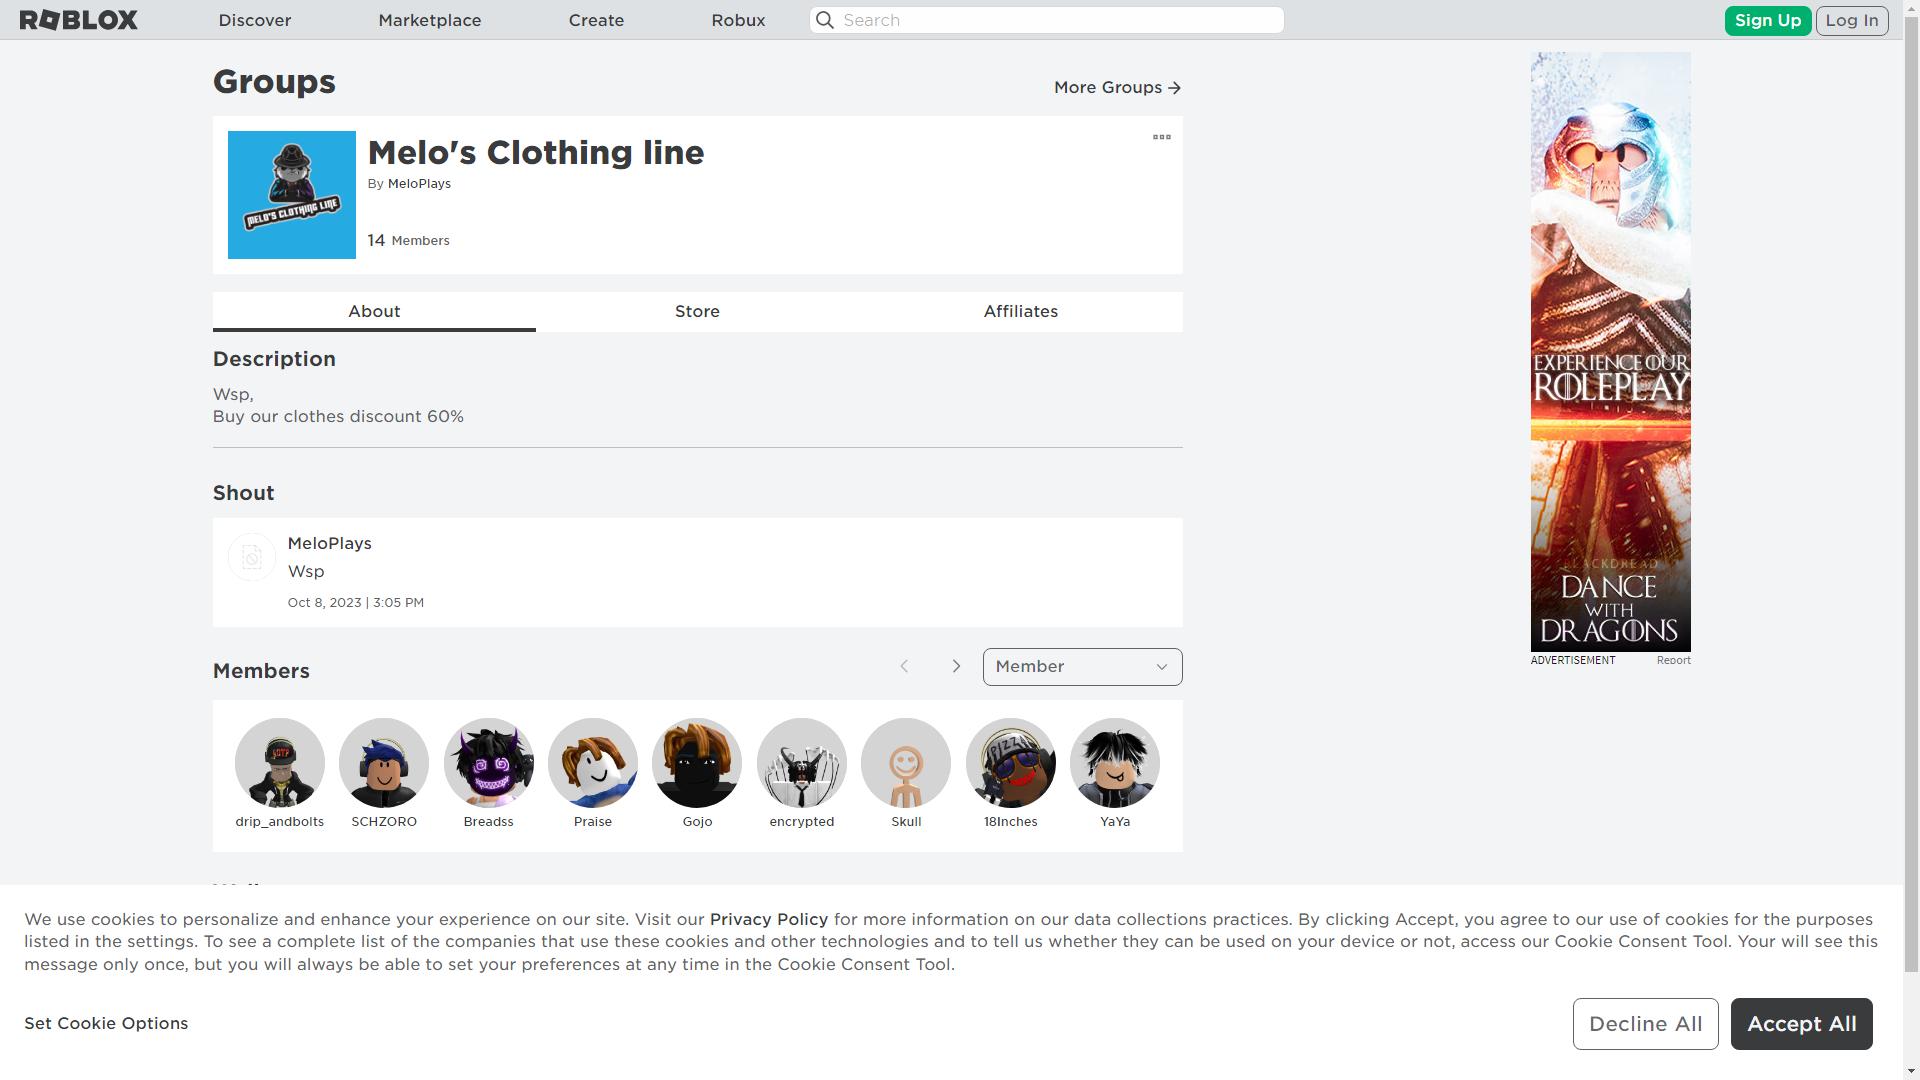 ROBLOX
Discover
Marketplace
Create
Robux
Search
Sign Up
Log In
Groups
More Groups
MELO'S CLOTHING LINE
Melo's Clothing line
By MeloPlays
14 Members
About
Store
Affiliates
Description
Wsp,
Buy our clothes discount 60%
Shout
MeloPlays
Wsp
Oct 8, 2023 | 3:05 PM
Members
Member
drip_andbolts
SCHZORO
Breadss
Praise
Gojo
encrypted
Skull
18Inches
YaYa
EXPERIENCE OUR
ROLEPLAY
BLACKDREAD
DANCE
WITH
DRAGONS
ADVERTISEMENT
Report
We use cookies to personalize and enhance your experience on our site. Visit our Privacy Policy for more information on our data collections practices. By clicking Accept, you agree to our use of cookies for the purposes
listed in the settings. To see a complete list of the companies that use these cookies and other technologies and to tell us whether they can be used on your device or not, access our Cookie Consent Tool. Your will see this
message only once, but you will always be able to set your preferences at any time in the Cookie Consent Tool.
Set Cookie Options
Decline All
Accept All